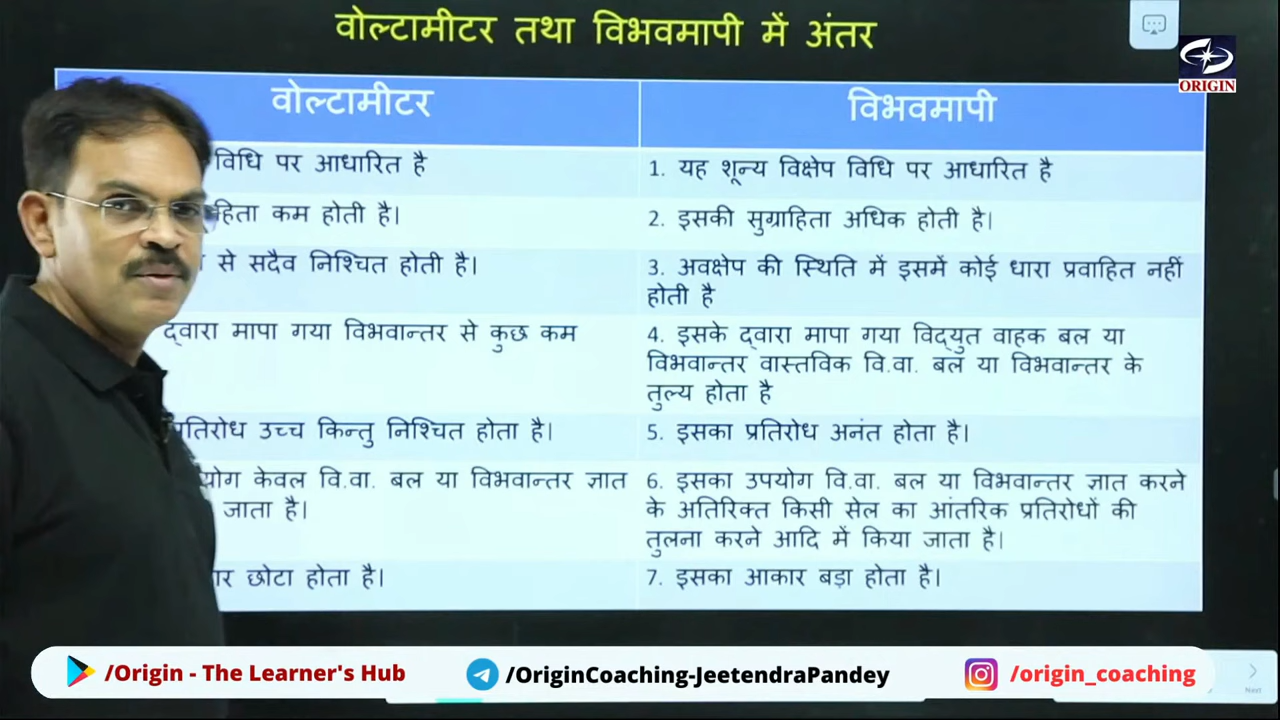 वोल्टामीटर तथा विभवमापी में अंतर
ORIGIN
वोल्टामीटर
विभवमापी
विधि पर आधारित है
1. यह शून्य विक्षेप विधि पर आधारित है
कम होती है।
2. इसकी सुग्राहिता अधिक होती है।
से सदैव निश्चित होती है।
3. अवक्षेप की स्थिति में इसमें कोई धारा प्रवाहित नहीं
होती है
द्वारा मापा गया विभवान्तर से कुछ कम
4. इसके द्वारा मापा गया विद्युत वाहक बल या
विभवान्तर वास्तविक वि.वा. बल या विभवान्तर के
तुल्य होता है
उच्च किन्तु निश्चित होता है।
5. इसका प्रतिरोध अनंत होता है।
केवल वि.वा. बल या विभवान्तर ज्ञात
जाता है।
6. इसका उपयोग वि.वा. बल या विभवान्तर ज्ञात करने
के अतिरिक्त किसी सेल का आंतरिक प्रतिरोधों की
तुलना करने आदि में किया जाता है।
छोटा होता है।
7. इसका आकार बड़ा होता है।
/Origin - The Learner's Hub
/OriginCoaching-JeetendraPandey
/origin_coaching
Next